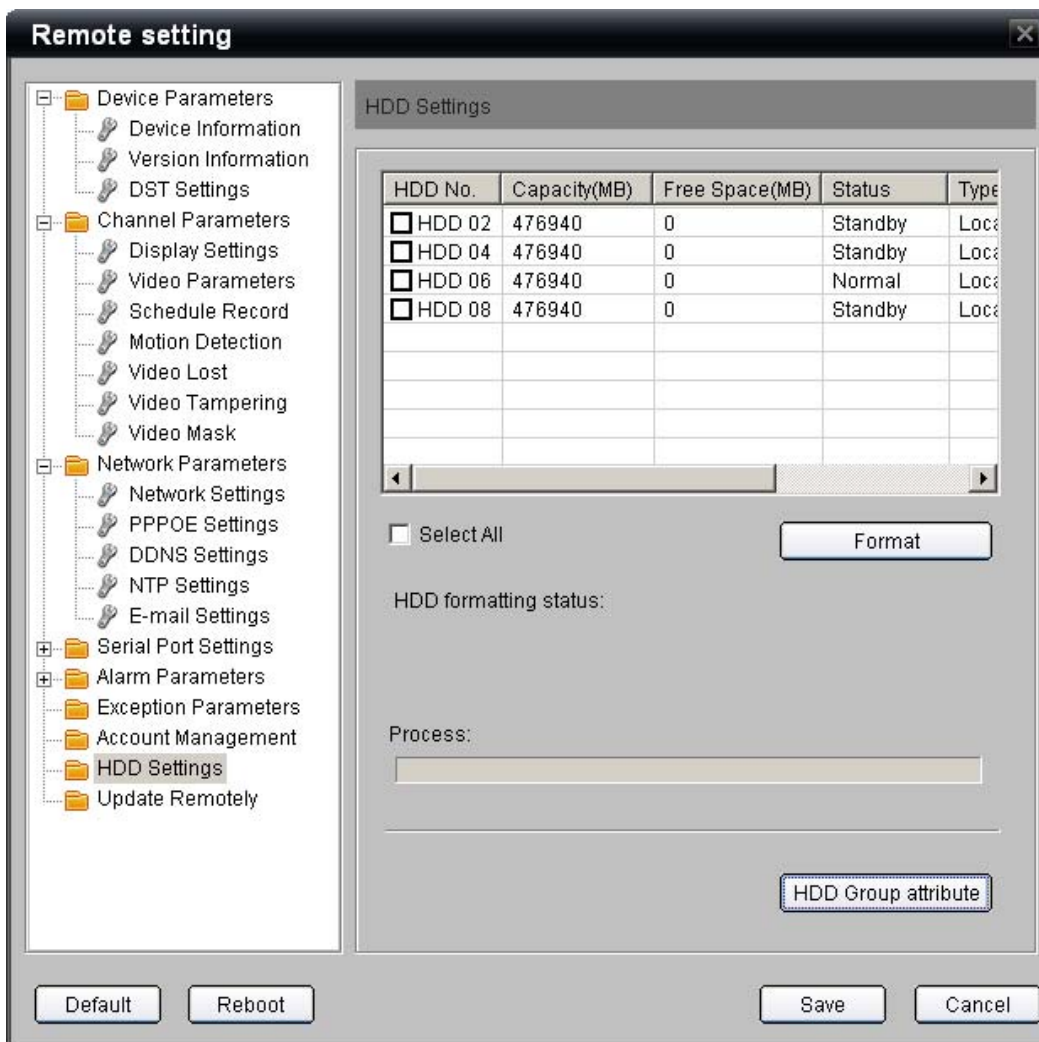 Remote setting
Device Parameters
Device Information
Version Information
DST Settings
Channel Parameters
Display Settings
Video Parameters
Schedule Record
Motion Detection
Video Lost
Video Tampering
Video Mask
Network Parameters
Network Settings
PPPOE Settings
DDNS Settings
NTP Settings
E-mail Settings
Serial Port Settings
Alarm Parameters
Exception Parameters
Account Management
HDD Settings
Update Remotely
HDD Settings
HDD No. Capacity(MB) Free Space(MB) Status Type
HDD 02 476940 0 Standby
HDD 04 476940 0 Standby
HDD 06 476940 0 Normal
HDD 08 476940 0 Standby
Select All
Format
HDD formatting status:
Process:
HDD Group attribute
Default Reboot Save Cancel